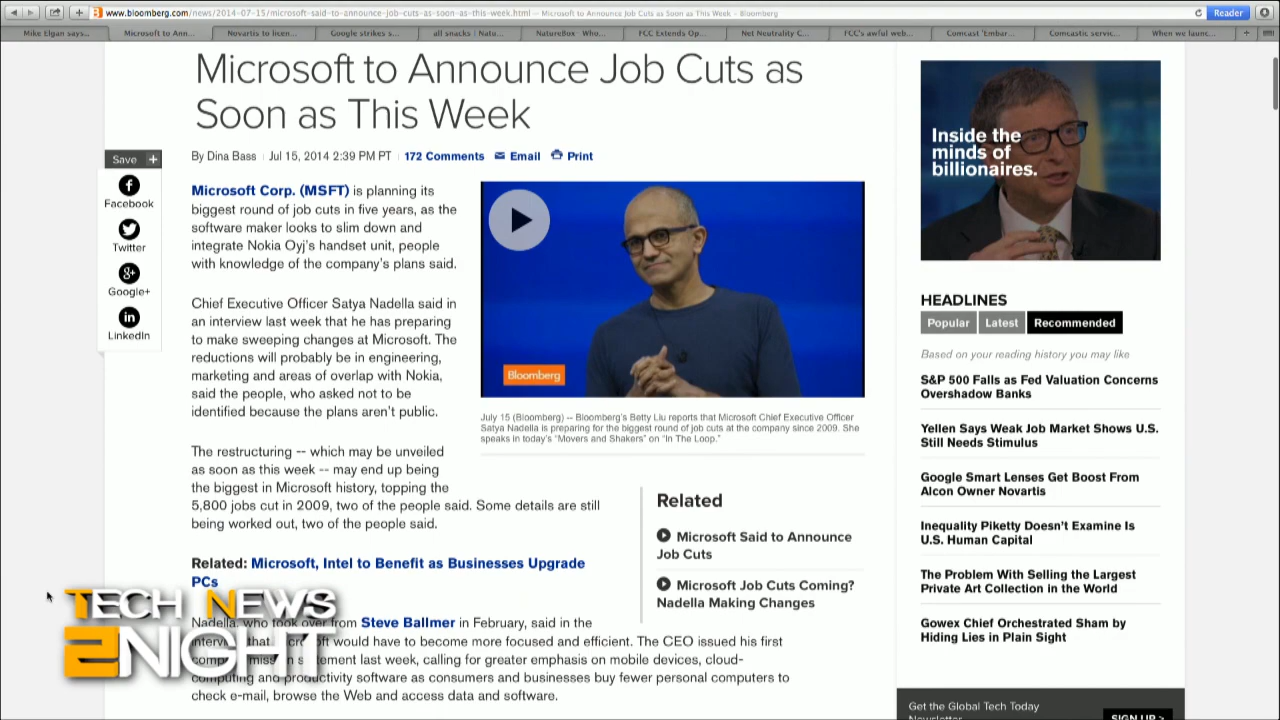 www.bloomberg.com/news/2014-07-15/microsoft-said-to-announce-job-cuts-as-soon-as-this-week.html — Microsoft to Announce Job Cuts as Soon as This Week – Bloomberg
Reader
Mike Elgan says...
Microsoft to Ann...
Novartis to licen...
Google strikes s...
all snacks | Natu...
NatureBox - Who...
FCC Extends Op...
Net Neutrality C...
FCC's awful web...
Comcast 'Embar...
Comcastic servic...
When we launc...
Microsoft to Announce Job Cuts as
Soon as This Week
By Dina Bass | Jul 15, 2014 2:39 PM PT | 172 Comments Email Print
Save +
Facebook
Twitter
Google+
LinkedIn
Microsoft Corp. (MSFT) is planning its
biggest round of job cuts in five years, as the
software maker looks to slim down and
integrate Nokia Oyj's handset unit, people
with knowledge of the company's plans said.
Chief Executive Officer Satya Nadella said in
an interview last week that he has preparing
to make sweeping changes at Microsoft. The
reductions will probably be in engineering,
marketing and areas of overlap with Nokia,
said the people, who asked not to be
identified because the plans aren't public.
The restructuring -- which may be unveiled
as soon as this week -- may end up being
the biggest in Microsoft history, topping the
5,800 jobs cut in 2009, two of the people said. Some details are still
being worked out, two of the people said.
Related: Microsoft, Intel to Benefit as Businesses Upgrade
PCs
Nadella, who took over from Steve Ballmer in February, said in the
interview that Microsoft would have to become more focused and efficient. The CEO issued his first
company mission statement last week, calling for greater emphasis on mobile devices, cloud-
computing and productivity software as consumers and businesses buy fewer personal computers to
check e-mail, browse the Web and access data and software.
Bloomberg
July 15 (Bloomberg) -- Bloomberg's Betty Liu reports that Microsoft Chief Executive Officer
Satya Nadella is preparing for the biggest round of job cuts at the company since 2009. She
speaks in today's "Movers and Shakers" on "In The Loop."
Related
Microsoft Said to Announce
Job Cuts
Microsoft Job Cuts Coming?
Nadella Making Changes
Inside the
minds of
billionaires.
HEADLINES
Popular Latest Recommended
Based on your reading history you may like
S&P 500 Falls as Fed Valuation Concerns
Overshadow Banks
Yellen Says Weak Job Market Shows U.S.
Still Needs Stimulus
Google Smart Lenses Get Boost From
Alcon Owner Novartis
Inequality Piketty Doesn't Examine Is
U.S. Human Capital
The Problem With Selling the Largest
Private Art Collection in the World
Gowex Chief Orchestrated Sham by
Hiding Lies in Plain Sight
Get the Global Tech Today
Newsletter
SIGN UP >
TECH NEWS
2NIGHT